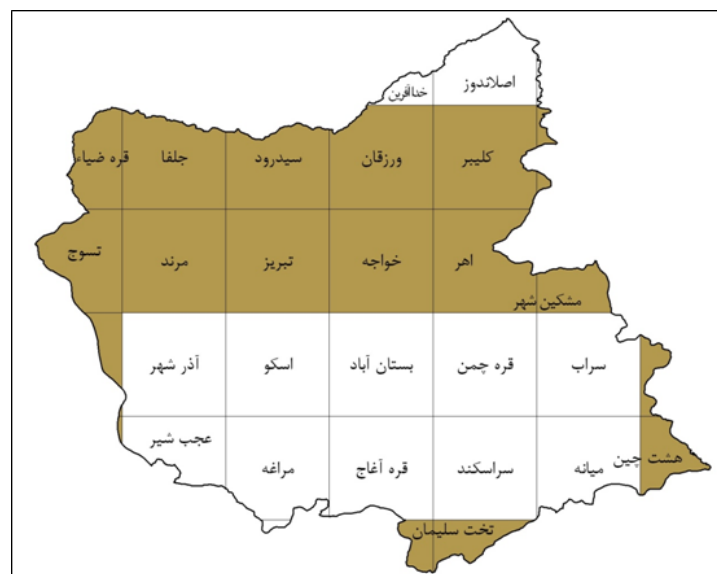 اصلاندوز
خداآفرین
کلیبر
ورزقان
سیدرود
جلفا
قره ضیاء
اهر
خواجه
تبریز
مرند
تسوج
مشکین شهر
سراب
قره چمن
بستان آباد
اسکو
آذر شهر
هشت چین
میانه
سراسکند
قره آغاج
مراغه
عجب شیر
تخت سلیمان